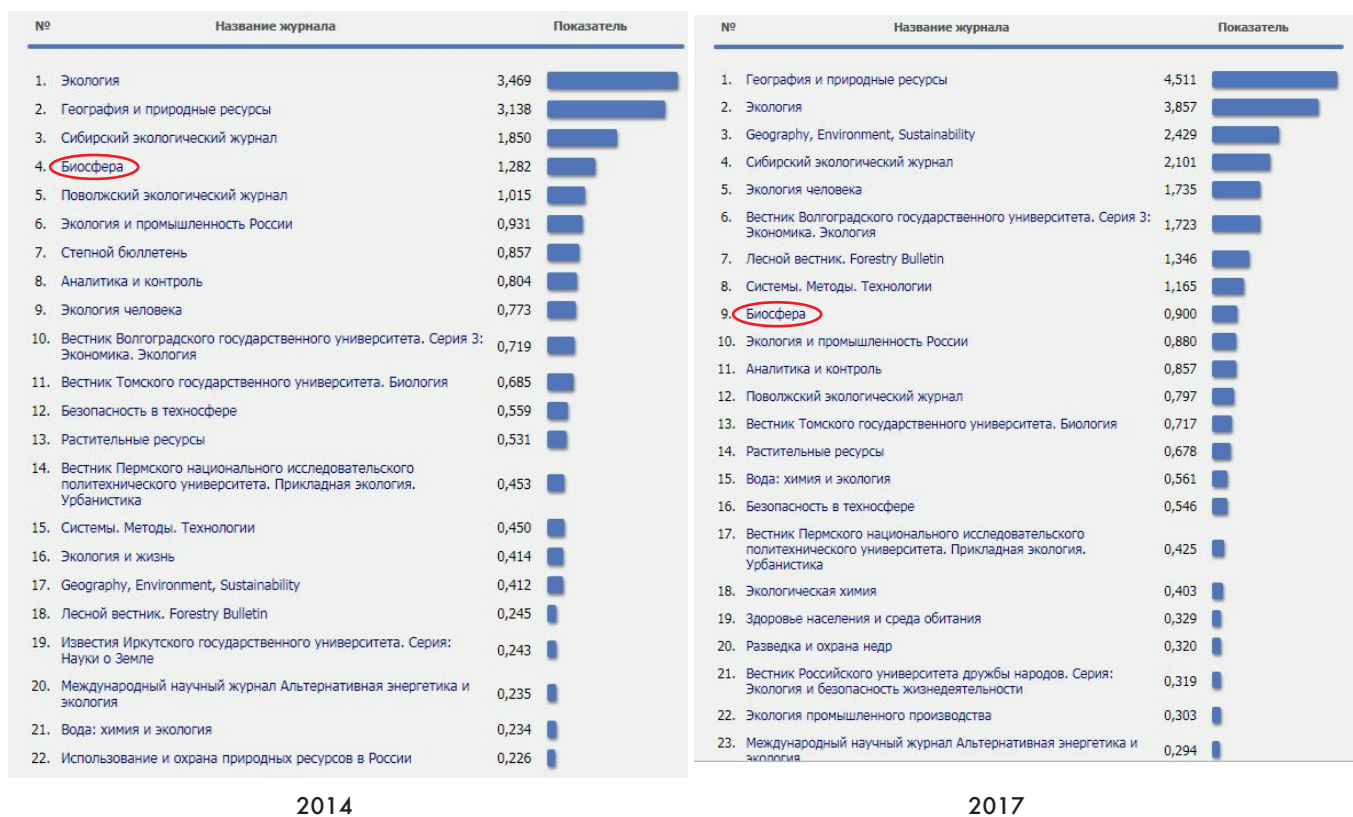 № Название журнала Показатель
1. Экология 3,469
2. География и природные ресурсы 3,138
3. Сибирский экологический журнал 1,850
4. Биосфера 1,282
5. Поволжский экологический журнал 1,015
6. Экология и промышленность России 0,931
7. Степной бюллетень 0,857
8. Аналитика и контроль 0,804
9. Экология человека 0,773
10. Вестник Волгоградского государственного университета. Серия 3:
Экономика. Экология 0,719
11. Вестник Томского государственного университета. Биология 0,685
12. Безопасность в техносфере 0,559
13. Растительные ресурсы 0,531
14. Вестник Пермского национального исследовательского
политехнического университета. Прикладная экология. 0,453
Урбанистика
15. Системы. Методы. Технологии 0,450
16. Экология и жизнь 0,414
17. Geography, Environment, Sustainability 0,412
18. Лесной вестник. Forestry Bulletin 0,245
19. Известия Иркутского государственного университета. Серия:
Науки о Земле 0,243
20. Международный научный журнал Альтернативная энергетика и
экология 0,235
21. Вода: химия и экология 0,234
22. Использование и охрана природных ресурсов в России 0,226
2014
№ Название журнала Показатель
1. География и природные ресурсы 4,511
2. Экология 3,857
3. Geography, Environment, Sustainability 2,429
4. Сибирский экологический журнал 2,101
5. Экология человека 1,735
6. Вестник Волгоградского государственного университета. Серия 3:
Экономика. Экология 1,723
7. Лесной вестник. Forestry Bulletin 1,346
8. Системы. Методы. Технологии 1,165
9. Биосфера 0,900
10. Экология и промышленность России 0,880
11. Аналитика и контроль 0,857
12. Поволжский экологический журнал 0,797
13. Вестник Томского государственного университета. Биология 0,717
14. Растительные ресурсы 0,678
15. Вода: химия и экология 0,561
16. Безопасность в техносфере 0,546
17. Вестник Пермского национального исследовательского
политехнического университета. Прикладная экология. 0,425
Урбанистика
18. Экологическая химия 0,403
19. Здоровье населения и среда обитания 0,329
20. Разведка и охрана недр 0,320
21. Вестник Российского университета дружбы народов. Серия:
Экология и безопасность жизнедеятельности 0,319
22. Экология промышленного производства 0,303
23. Международный научный журнал Альтернативная энергетика и
экология 0,294
2017